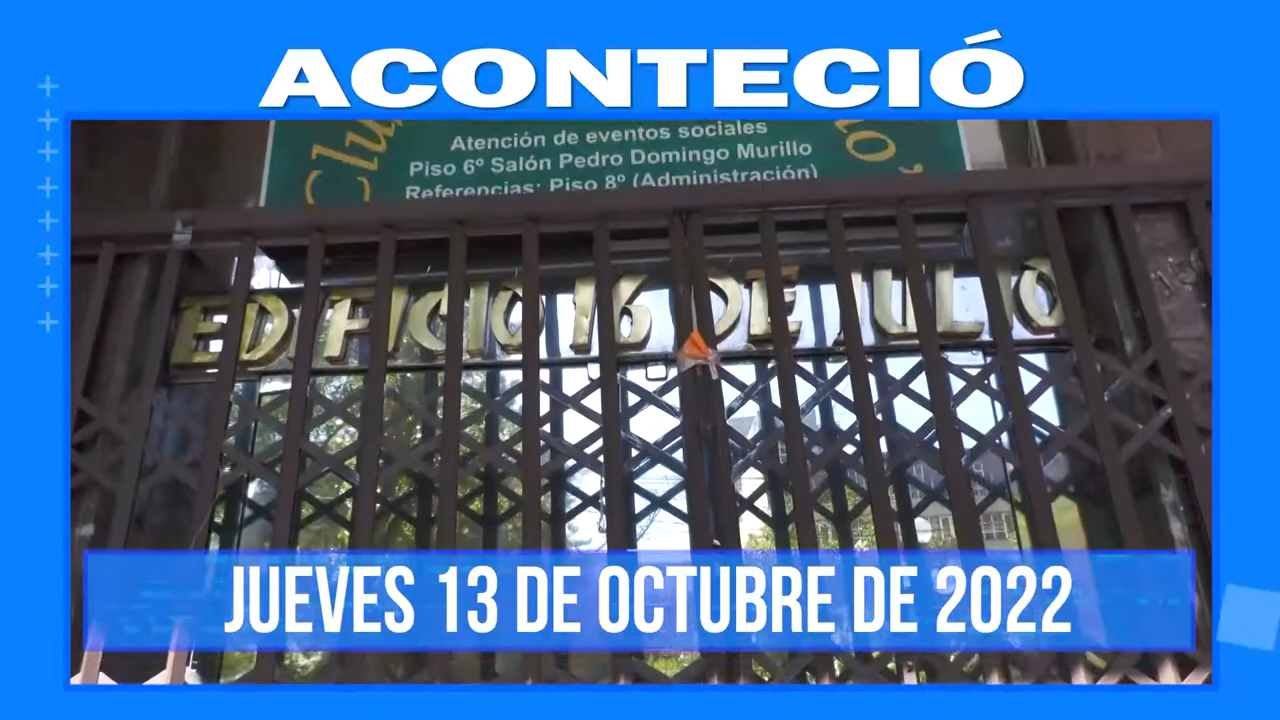 ACONTECIÓ
Atención de eventos sociales
Piso 6º Salón Pedro Domingo Murillo
Referencias: Piso 8º (Administración)
EDIFICIO 16 DE JULIO
JUEVES 13 DE OCTUBRE DE 2022